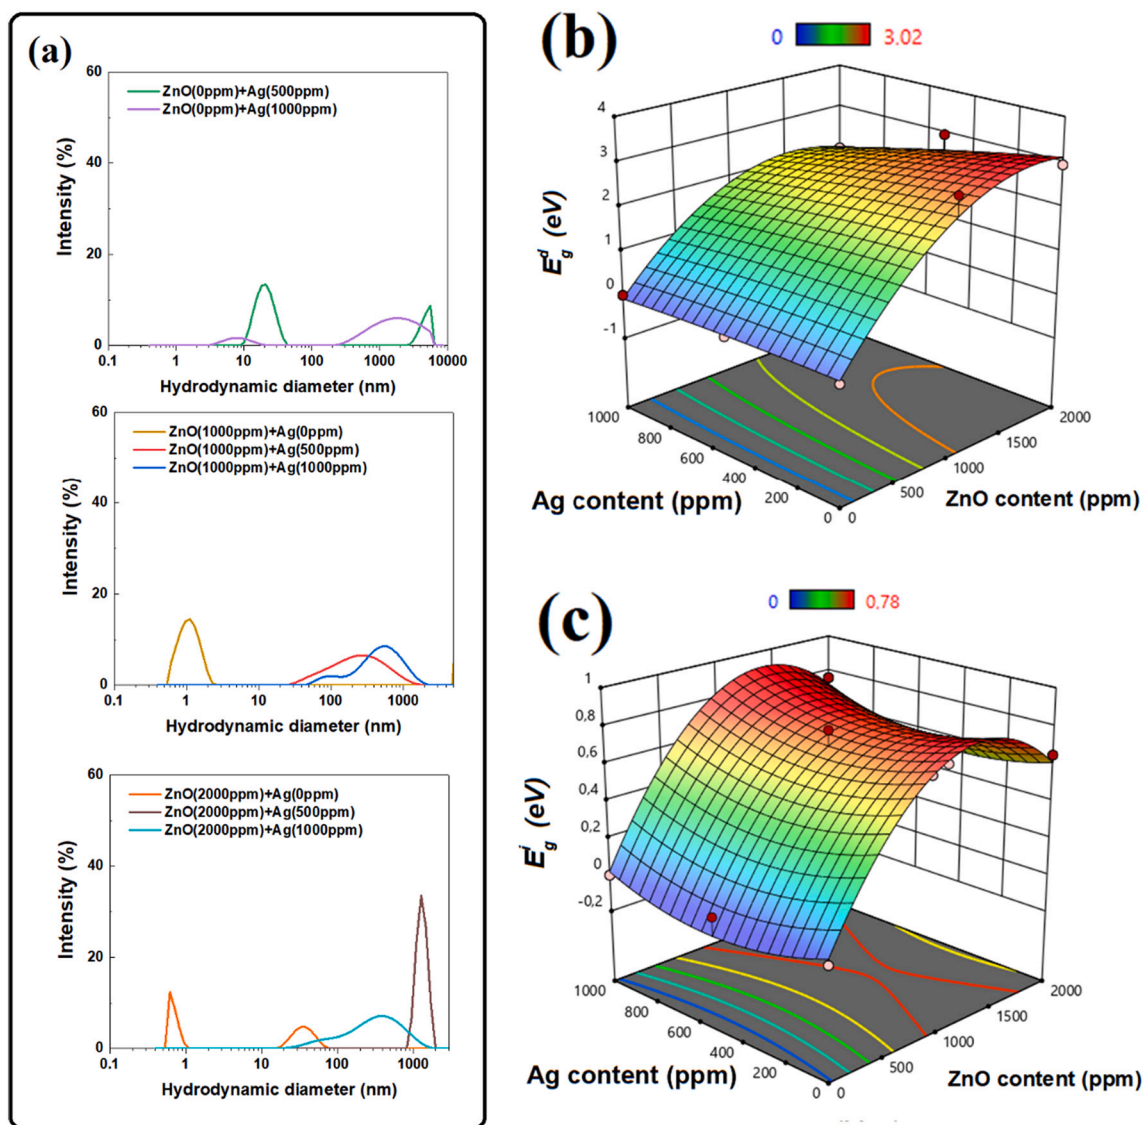 (a)
60
40
20
0
Intensity (%)
ZnO(0ppm)+Ag(500ppm)
ZnO(0ppm)+Ag(1000ppm)
0.1 1 10 100 1000 10000
Hydrodynamic diameter (nm)
60
40
20
0
Intensity (%)
ZnO(1000ppm)+Ag(0ppm)
ZnO(1000ppm)+Ag(500ppm)
ZnO(1000ppm)+Ag(1000ppm)
0.1 1 10 100 1000
Hydrodynamic diameter (nm)
60
40
20
0
Intensity (%)
ZnO(2000ppm)+Ag(0ppm)
ZnO(2000ppm)+Ag(500ppm)
ZnO(2000ppm)+Ag(1000ppm)
0.1 1 10 100 1000
Hydrodynamic diameter (nm)
(b)
0 3.02
4
3
2
1
0
-1
E_g^d (eV)
1000 800 600 400 200 0
Ag content (ppm)
0 500 1000 1500 2000
ZnO content (ppm)
(c)
0 0.78
1
0.8
0.6
0.4
0.2
0
-0.2
E_g^i (eV)
1000 800 600 400 200 0
Ag content (ppm)
0 500 1000 1500 2000
ZnO content (ppm)